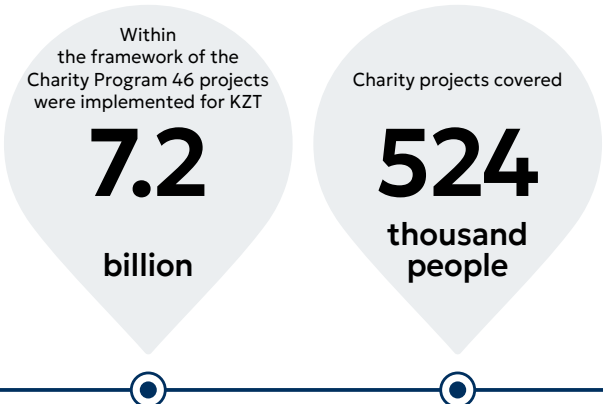 Within
the framework of the
Charity Program 46 projects
were implemented for KZT
7.2
billion
Charity projects covered
524
thousand
people